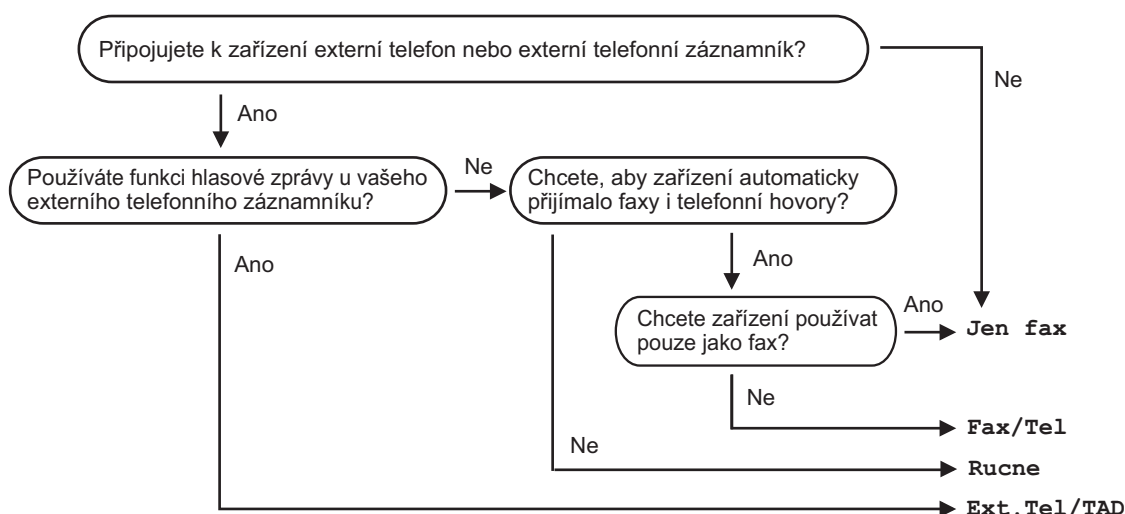 Připojujete k zařízení externí telefon nebo externí telefonní záznamník?
Ne
Ano
Používáte funkci hlasové zprávy u vašeho
externího telefonního záznamníku?
Ne
Chcete, aby zařízení automaticky
přijímalo faxy i telefonní hovory?
Ano
Ano
Chcete zařízení používat
pouze jako fax?
Ano
Jen fax
Ne
Fax/Tel
Ne
Rucne
Ext.Tel/TAD